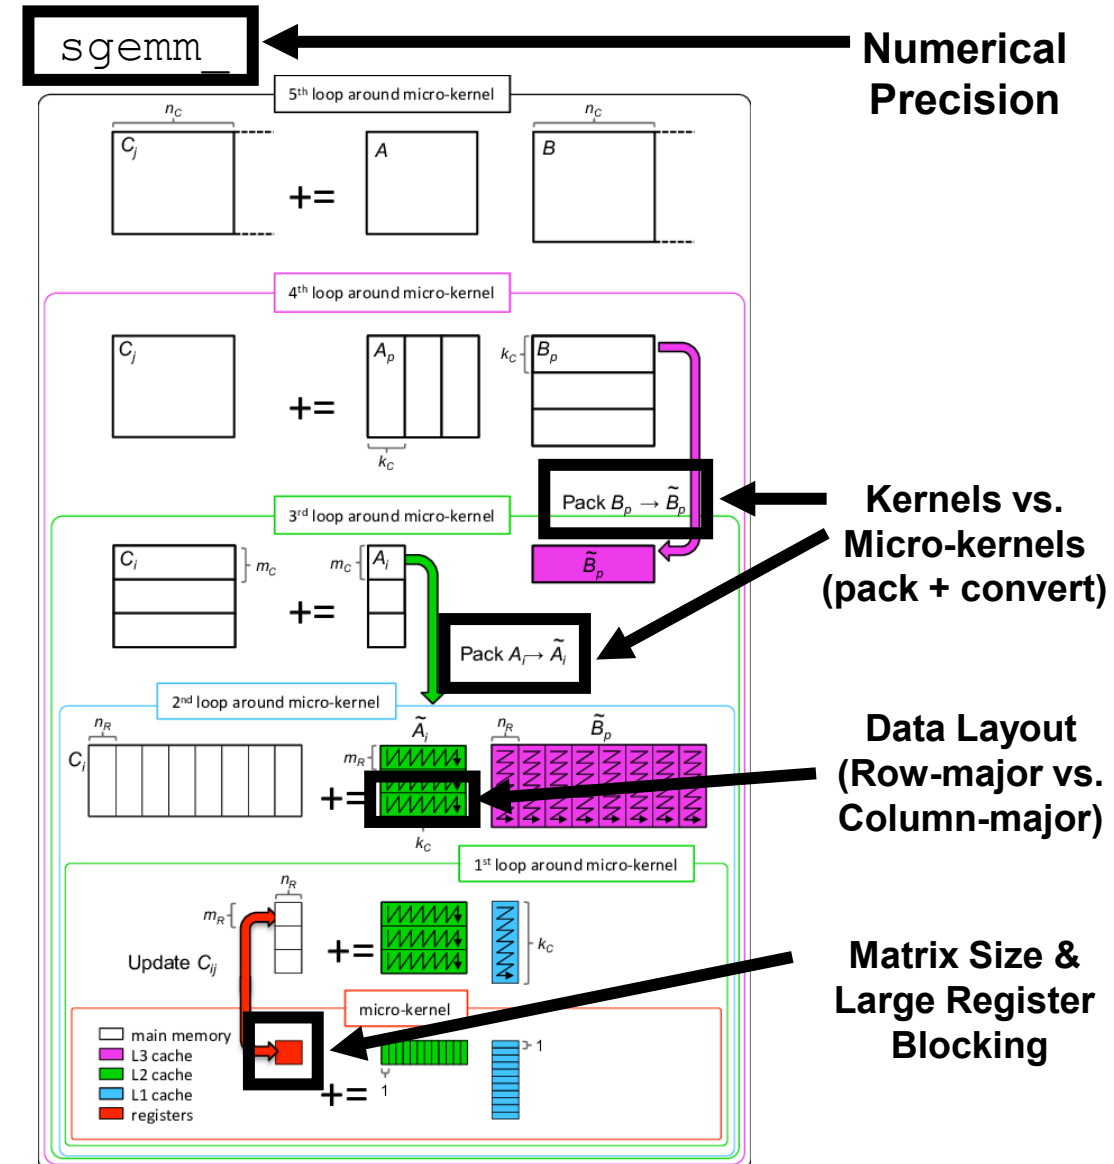 sgemm_
Numerical
Precision
5th loop around micro-kernel
nC
nC
Cj
A
B
+=
4th loop around micro-kernel
Cj
Ap
kC
Bp
+=
kC
Pack Bp → B̃p
Kernels vs.
Micro-kernels
(pack + convert)
3rd loop around micro-kernel
Ci
mC
mC
Ai
B̃p
+=
Pack Ai → Ãi
2nd loop around micro-kernel
nR
Ãi
nR
B̃p
Ci
mR
+=
kC
Data Layout
(Row-major vs.
Column-major)
1st loop around micro-kernel
nR
mR
+=
kC
Update Cij
Matrix Size &
Large Register
Blocking
micro-kernel
main memory
L3 cache
L2 cache
L1 cache
registers
+=
1
1